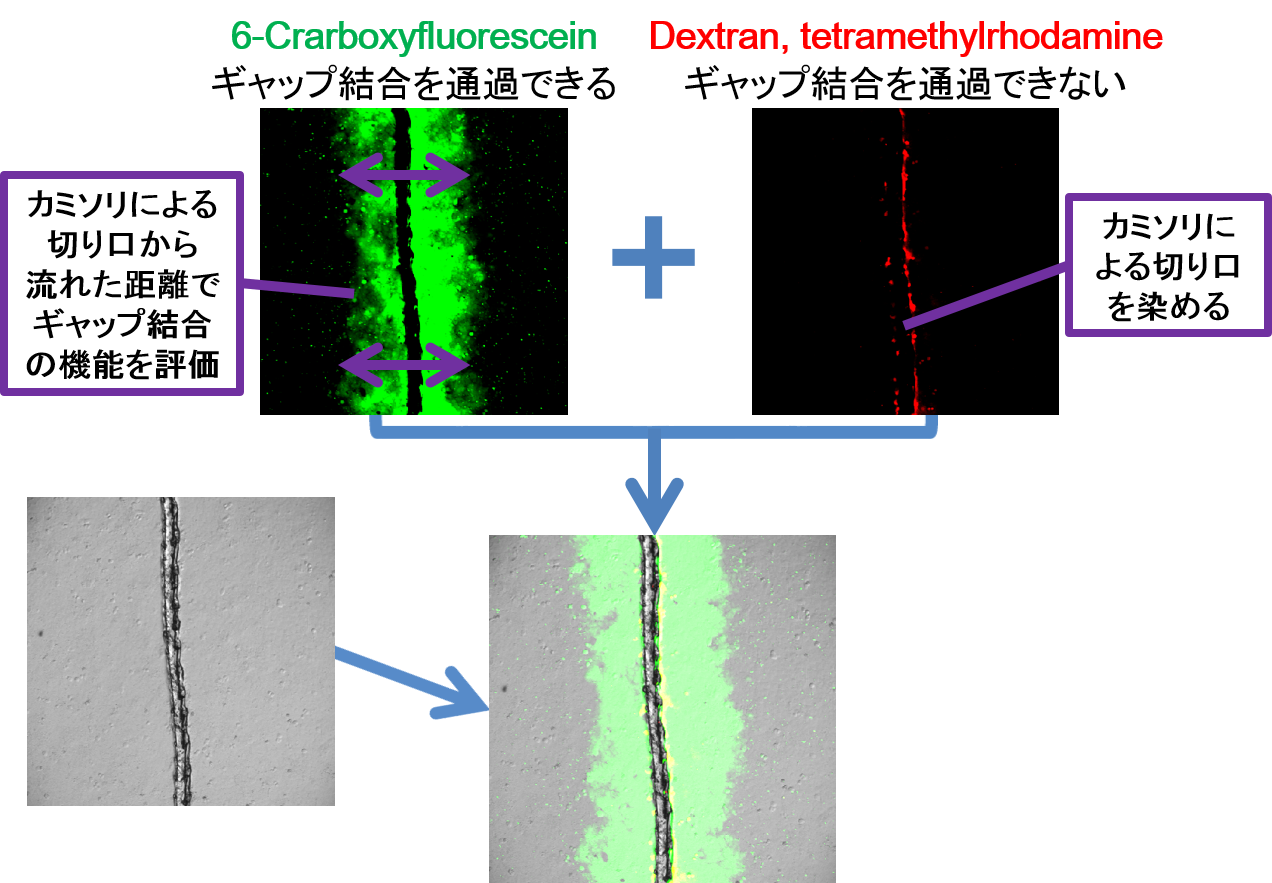 6-Crarboxyfluorescein
ギャップ結合を通過できる
Dextran, tetramethylrhodamine
ギャップ結合を通過できない
カミソリによる
切り口から
流れた距離で
ギャップ結合
の機能を評価
カミソリに
よる切り口
を染める